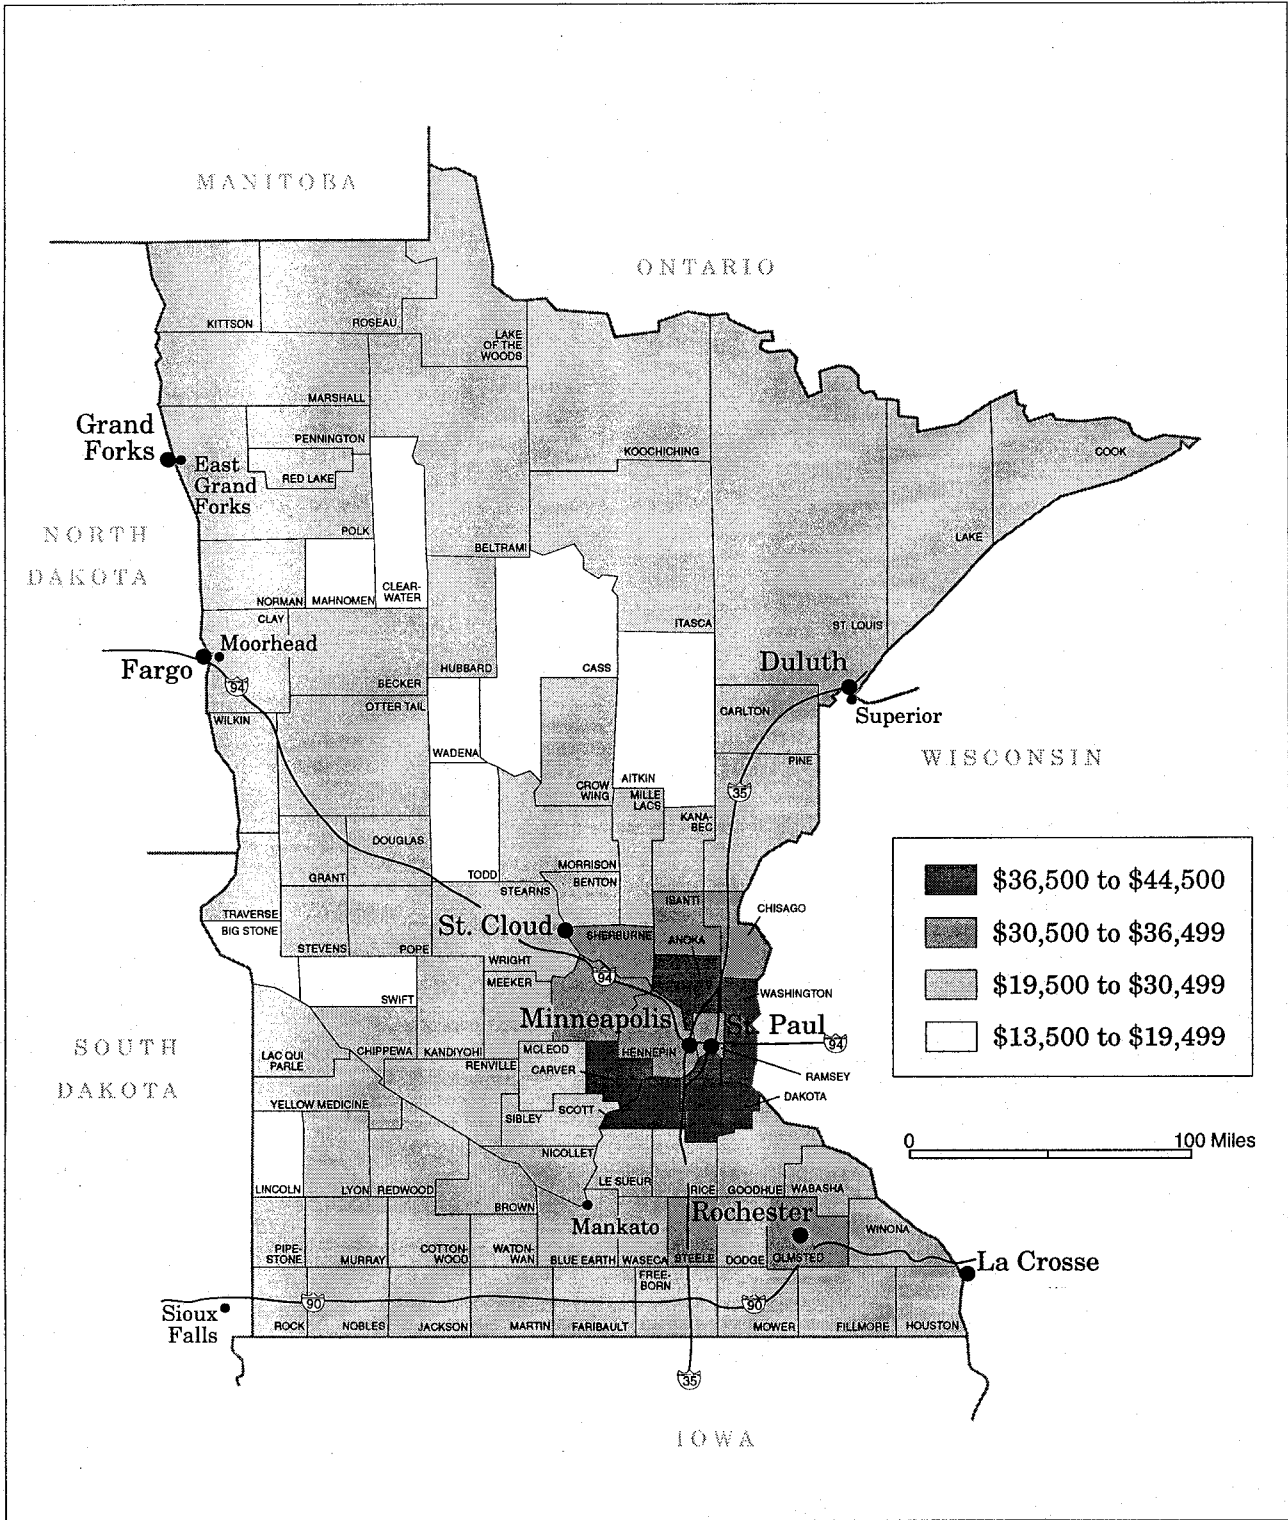 MANITOBA
ONTARIO
KITTSON
ROSEAU
LAKE
OF THE
WOODS
MARSHALL
Grand
Forks
PENNINGTON
KOOCHICHING
COOK
East
Grand
Forks
RED LAKE
NORTH
DAKOTA
POLK
LAKE
BELTRAMI
CLEAR-
WATER
NORMAN
MAHNOMEN
CLAY
ITASCA
ST. LOUIS
Moorhead
Fargo
HUBBARD
CASS
Duluth
94
BECKER
OTTER TAIL
CARLTON
Superior
WILKIN
WADENA
WISCONSIN
PINE
CROW
WING
AITKIN
MILLE
LACS
35
KANA-
BEC
DOUGLAS
GRANT
TODD
MORRISON
BENTON
STEARNS
$36,500 to $44,500
ISANTI
CHISAGO
TRAVERSE
BIG STONE
St. Cloud
SHERBURNE
ANOKA
$30,500 to $36,499
STEVENS
POPE
WRIGHT
MEEKER
94
$19,500 to $30,499
SWIFT
WASHINGTON
Minneapolis
St. Paul
$13,500 to $19,499
SOUTH
DAKOTA
LAC QUI
PARLE
CHIPPEWA
KANDIYOHI
RENVILLE
MCLEOD
CARVER
HENNEPIN
94
RAMSEY
YELLOW MEDICINE
SIBLEY
SCOTT
DAKOTA
0
100 Miles
NICOLLET
LINCOLN
LYON
REDWOOD
LE SUEUR
RICE
GOODHUE
WABASHA
BROWN
Mankato
Rochester
WINONA
PIPE-
STONE
MURRAY
COTTON-
WOOD
WATON-
WAN
BLUE EARTH
WASECA
STEELE
DODGE
OLMSTED
La Crosse
FREE-
BORN
90
90
Sioux
Falls
ROCK
NOBLES
JACKSON
MARTIN
FARIBAULT
MOWER
FILLMORE
HOUSTON
35
IOWA